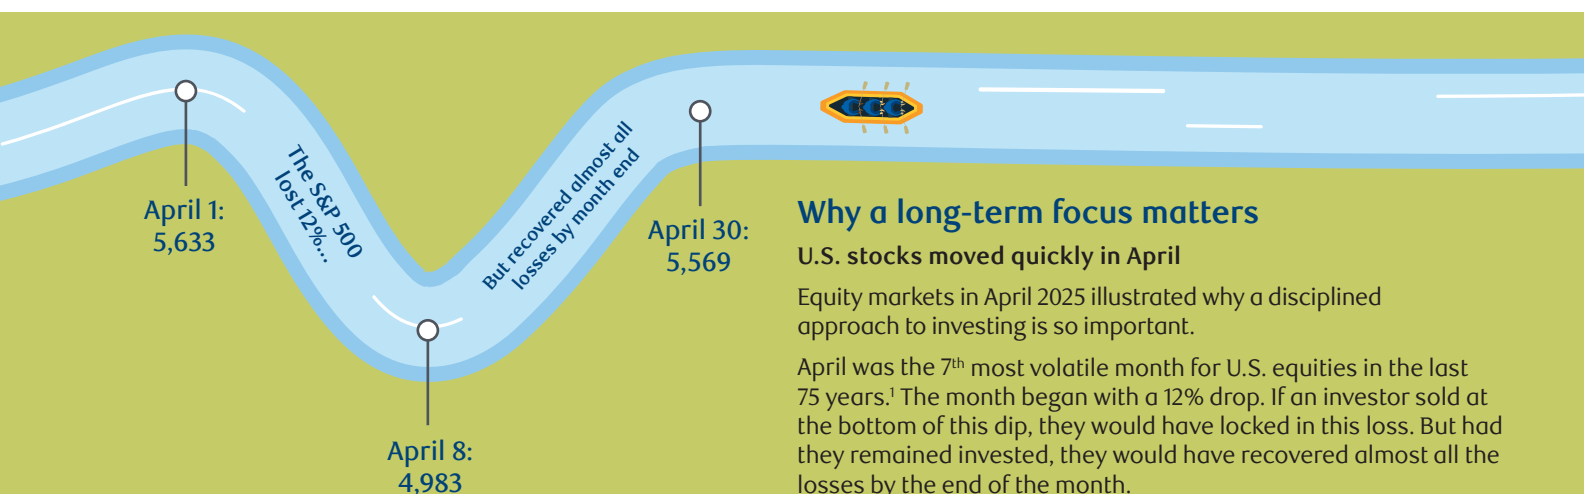 April 1:
5,633
The S&P 500
lost 12%...
April 8:
4,983
But recovered almost all
losses by month end
April 30:
5,569
Why a long-term focus matters
U.S. stocks moved quickly in April
Equity markets in April 2025 illustrated why a disciplined
approach to investing is so important.
April was the 7th most volatile month for U.S. equities in the last
75 years.1 The month began with a 12% drop. If an investor sold at
the bottom of this dip, they would have locked in this loss. But had
they remained invested, they would have recovered almost all the
losses by the end of the month.